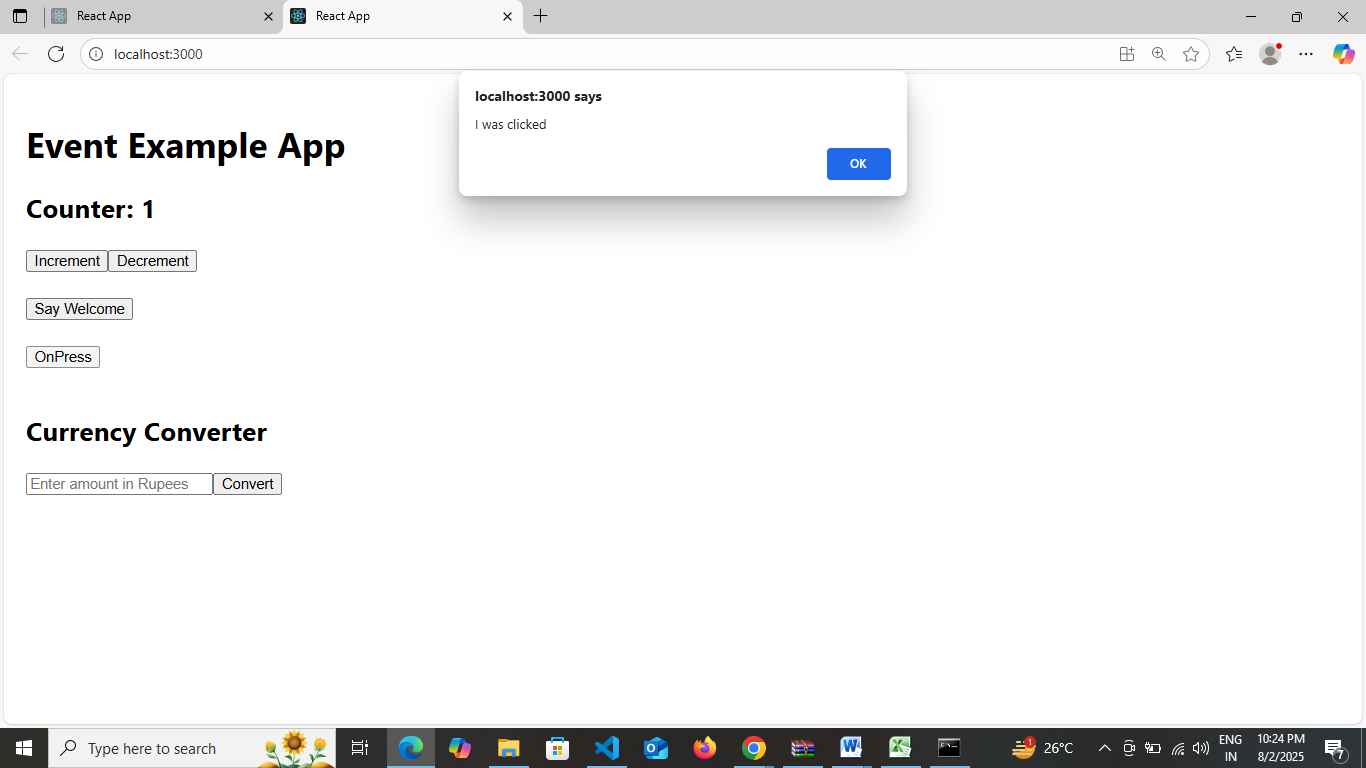 React App
React App
localhost:3000
localhost:3000 says
I was clicked
OK
Event Example App
Counter: 1
Increment Decrement
Say Welcome
OnPress
Currency Converter
Enter amount in Rupees Convert
Type here to search
1
26°C
ENG
IN
10:24 PM
8/2/2025
7